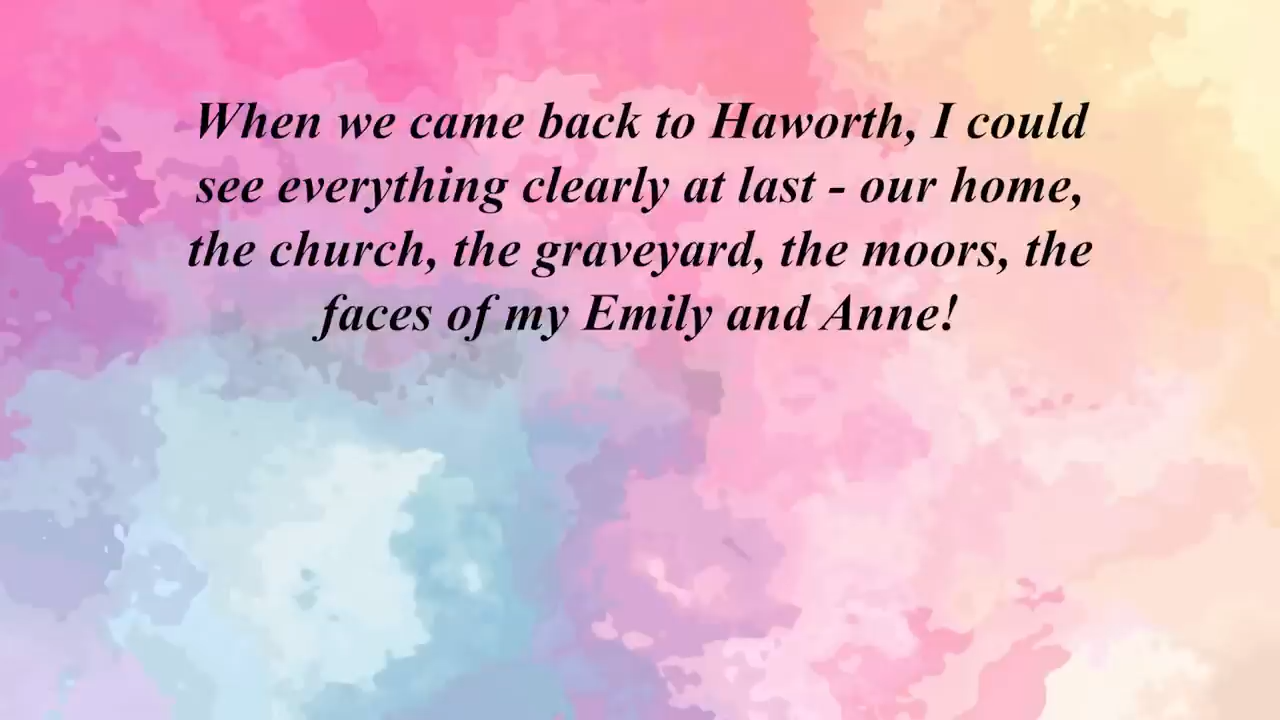 When we came back to Haworth, I could
see everything clearly at last - our home,
the church, the graveyard, the moors, the
faces of my Emily and Anne!